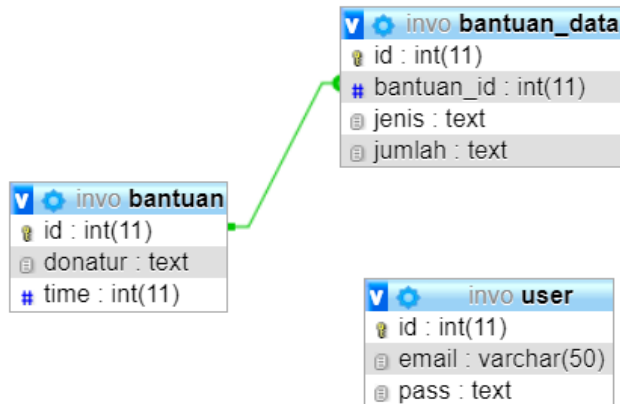 invo bantuan_data
id : int(11)
# bantuan_id : int(11)
jenis : text
jumlah : text
invo bantuan
id : int(11)
donatur : text
# time : int(11)
invo user
id : int(11)
email : varchar(50)
pass : text